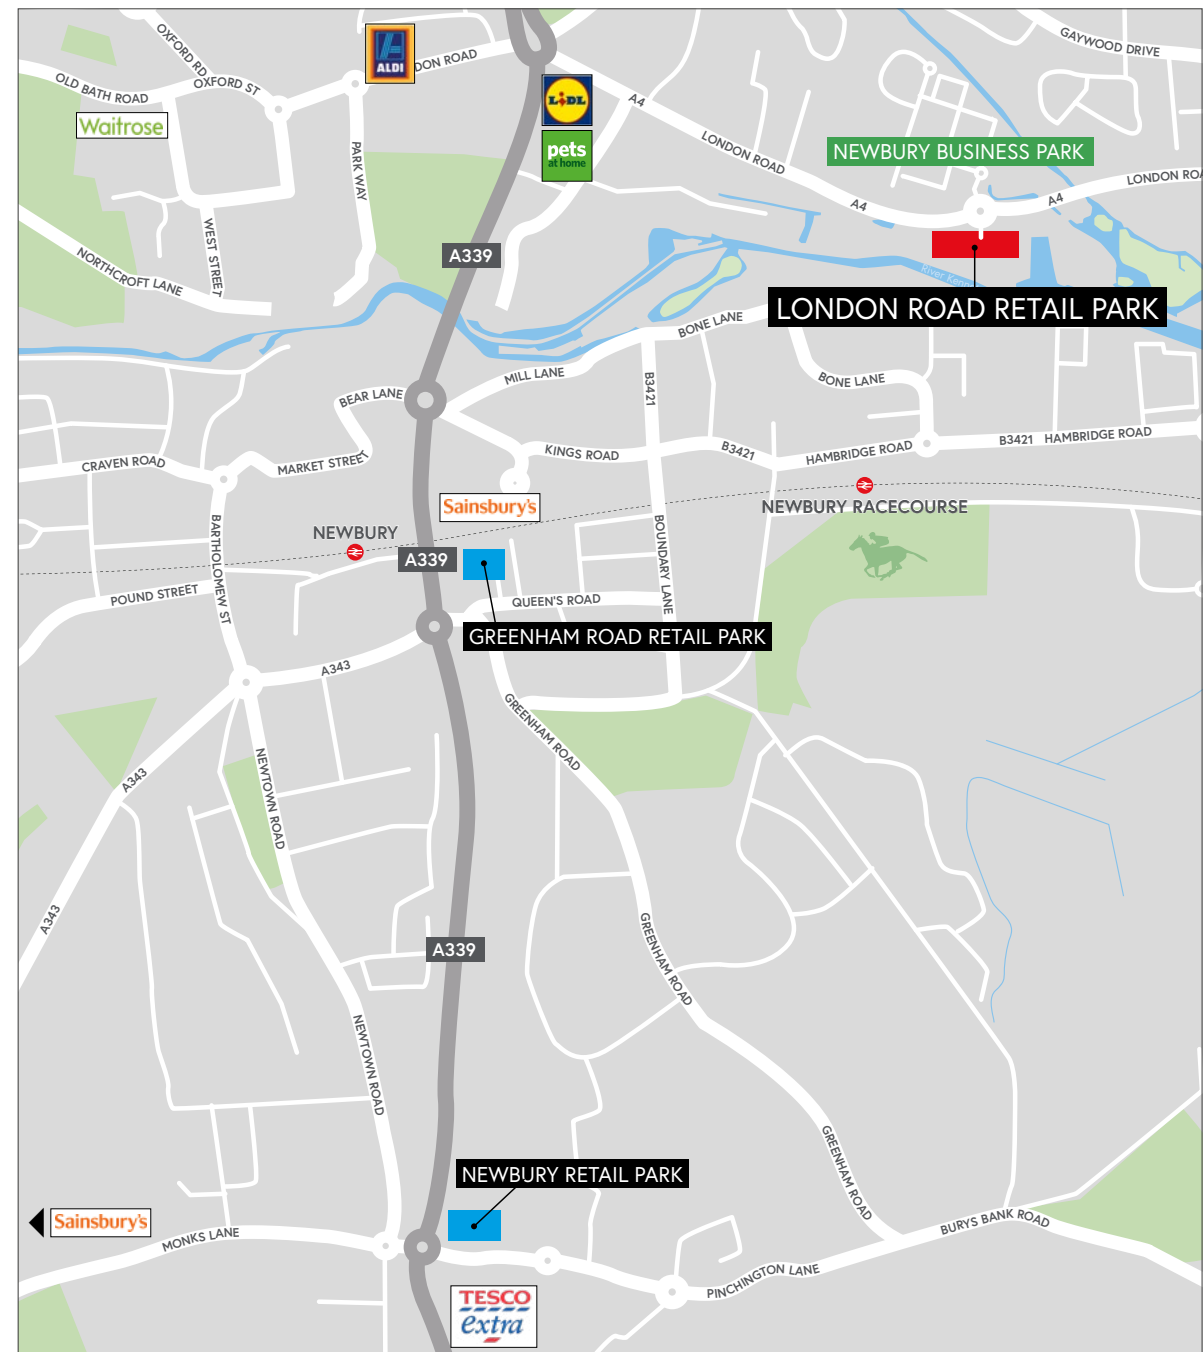 GAYWOOD DRIVE
OXFORD RD
ALDI
DON ROAD
OLD BATH ROAD
OXFORD ST
Waitrose
LIDL
A4
pets
at home
LONDON ROAD
PARK WAY
NEWBURY BUSINESS PARK
LONDON ROA
A4
A4
WEST STREET
A339
NORTHCROFT LANE
River Kenn
LONDON ROAD RETAIL PARK
BONE LANE
MILL LANE
B3421
BONE LANE
BEAR LANE
KINGS ROAD
B3421
HAMBRIDGE ROAD
B3421 HAMBRIDGE ROAD
CRAVEN ROAD
MARKET STREET
Sainsbury's
NEWBURY RACECOURSE
NEWBURY
BARTHOLOMEW ST
BOUNDARY LANE
A339
POUND STREET
QUEEN'S ROAD
GREENHAM ROAD RETAIL PARK
A343
GREENHAM ROAD
A343
NEWTOWN ROAD
A343
GREENHAM ROAD
A339
NEWTOWN ROAD
GREENHAM ROAD
NEWBURY RETAIL PARK
Sainsbury's
MONKS LANE
BURYS BANK ROAD
PINCHINGTON LANE
TESCO
extra